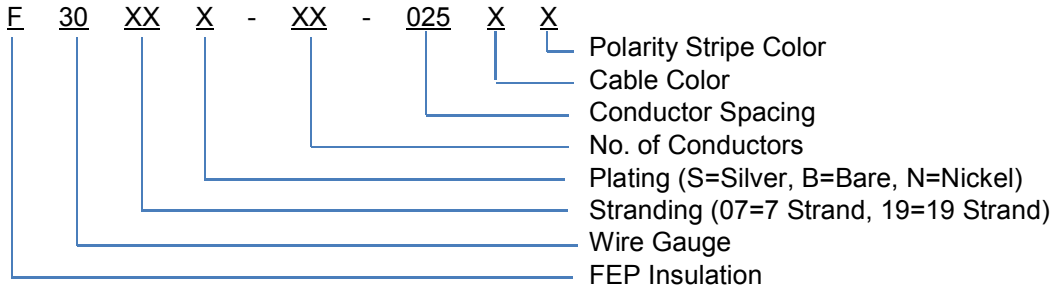 F 30 XX X - XX - 025 X X
Polarity Stripe Color
Cable Color
Conductor Spacing
No. of Conductors
Plating (S=Silver, B=Bare, N=Nickel)
Stranding (07=7 Strand, 19=19 Strand)
Wire Gauge
FEP Insulation